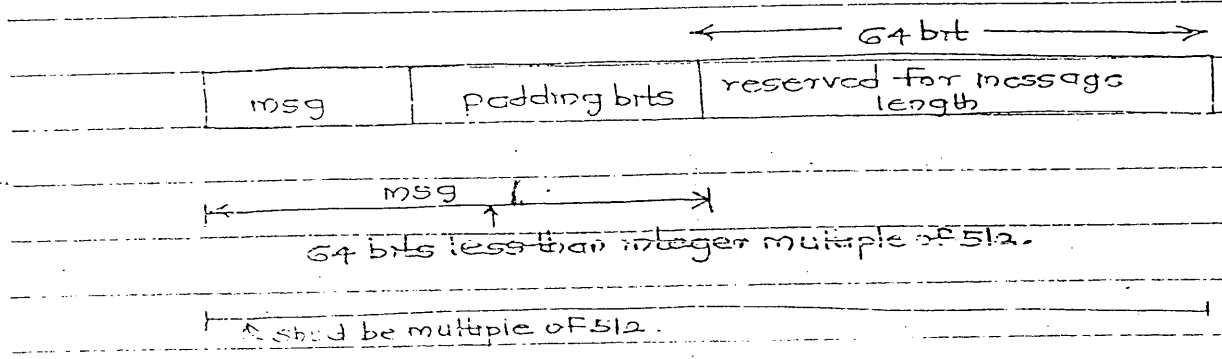 64 bit
msg padding bits reserved for message
length
msg
64 bits less than integer multiple of 512.
be multiple of 512.